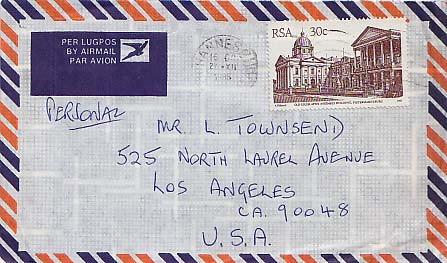 PER LUGPOS
BY AIRMAIL
PAR AVION
RSA 30c
PERSONAL
MR L. TOWNSEND
525 NORTH LAUREL AVENUE
LOS ANGELES
CA. 90048
U.S.A.